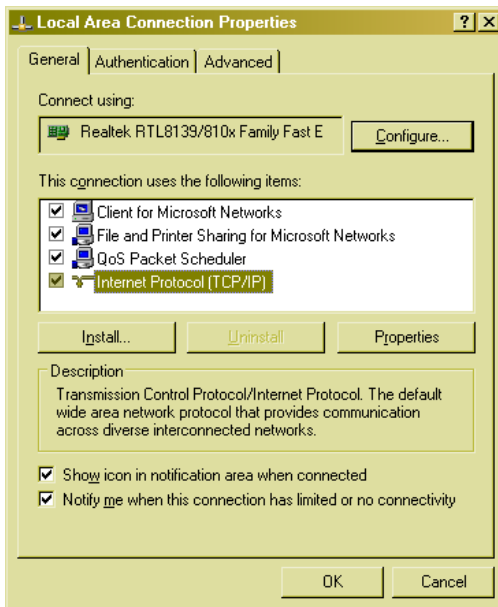 Local Area Connection Properties
General Authentication Advanced
Connect using:
Realtek RTL8139/810x Family Fast E
Configure...
This connection uses the following items:
Client for Microsoft Networks
File and Printer Sharing for Microsoft Networks
QoS Packet Scheduler
Internet Protocol (TCP/IP)
Install... Uninstall Properties
Description
Transmission Control Protocol/Internet Protocol. The default
wide area network protocol that provides communication
across diverse interconnected networks.
Show icon in notification area when connected
Notify me when this connection has limited or no connectivity
OK Cancel